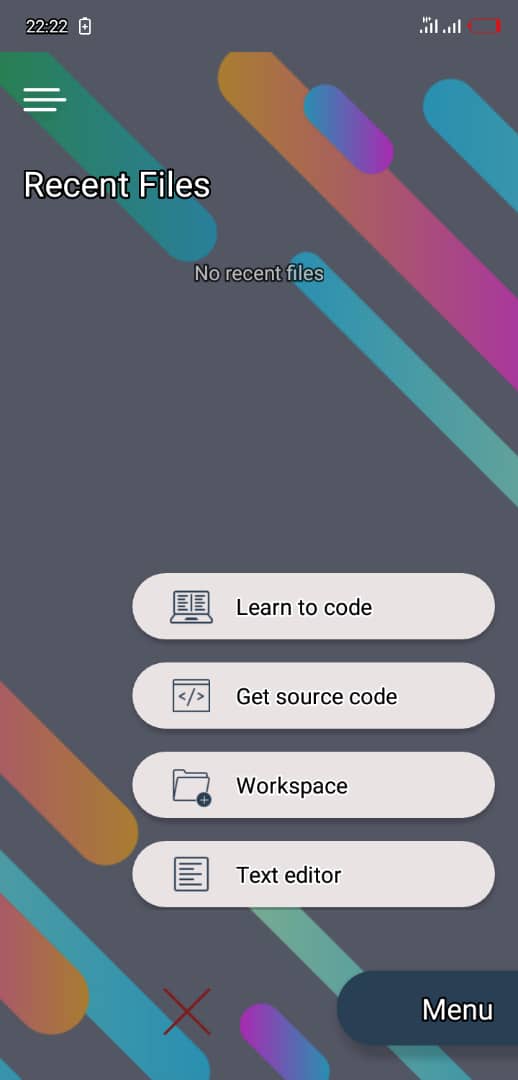 22:22
Recent Files
No recent files
Learn to code
</>
Get source code
Workspace
Text editor
Menu